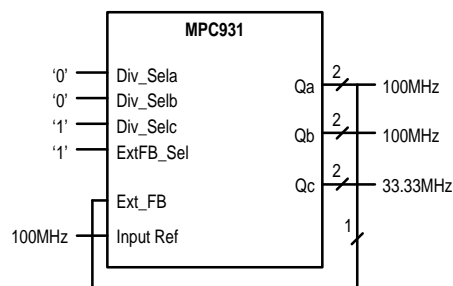 MPC931
‘0’ Div_Sela
‘0’ Div_Selb
‘1’ Div_Selc
‘1’ ExtFB_Sel
Ext_FB
100MHz Input Ref
Qa 2 100MHz
Qb 2 100MHz
Qc 2 33.33MHz
1